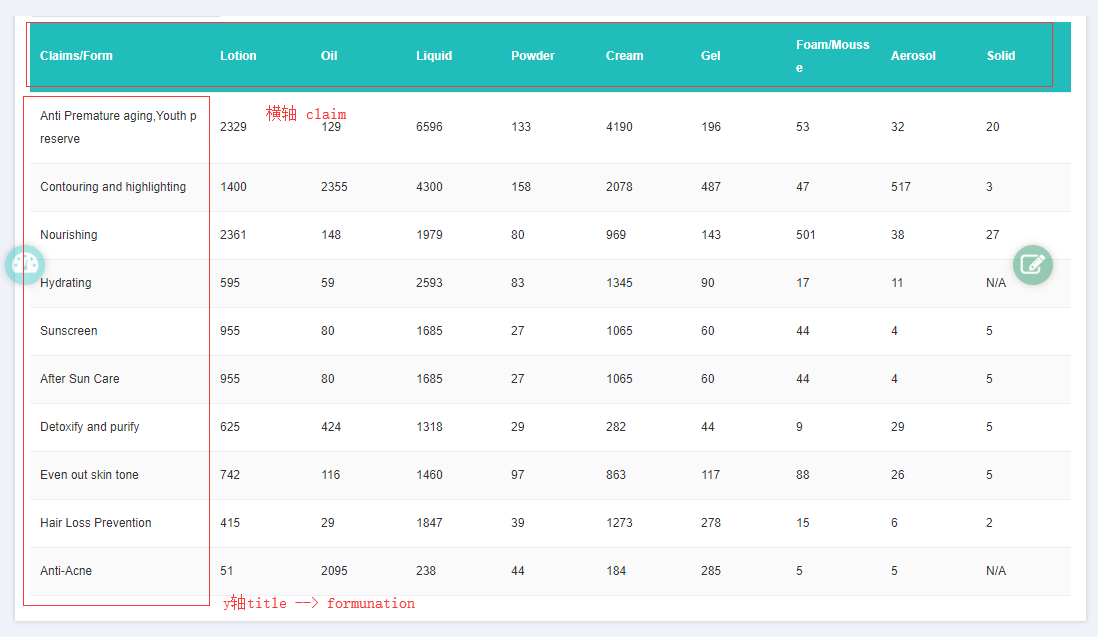 Claims/Form Lotion Oil Liquid Powder Cream Gel Foam/Mouss Aerosol Solid
e
Anti Premature aging,Youth p
reserve
横轴 claim
2329 129 6596 133 4190 196 53 32 20
Contouring and highlighting 1400 2355 4300 158 2078 487 47 517 3
Nourishing 2361 148 1979 80 969 143 501 38 27
Hydrating 595 59 2593 83 1345 90 17 11 N/A
Sunscreen 955 80 1685 27 1065 60 44 4 5
After Sun Care 955 80 1685 27 1065 60 44 4 5
Detoxify and purify 625 424 1318 29 282 44 9 29 5
Even out skin tone 742 116 1460 97 863 117 88 26 5
Hair Loss Prevention 415 29 1847 39 1273 278 15 6 2
Anti-Acne 51 2095 238 44 184 285 5 5 N/A
y轴title --> formunation